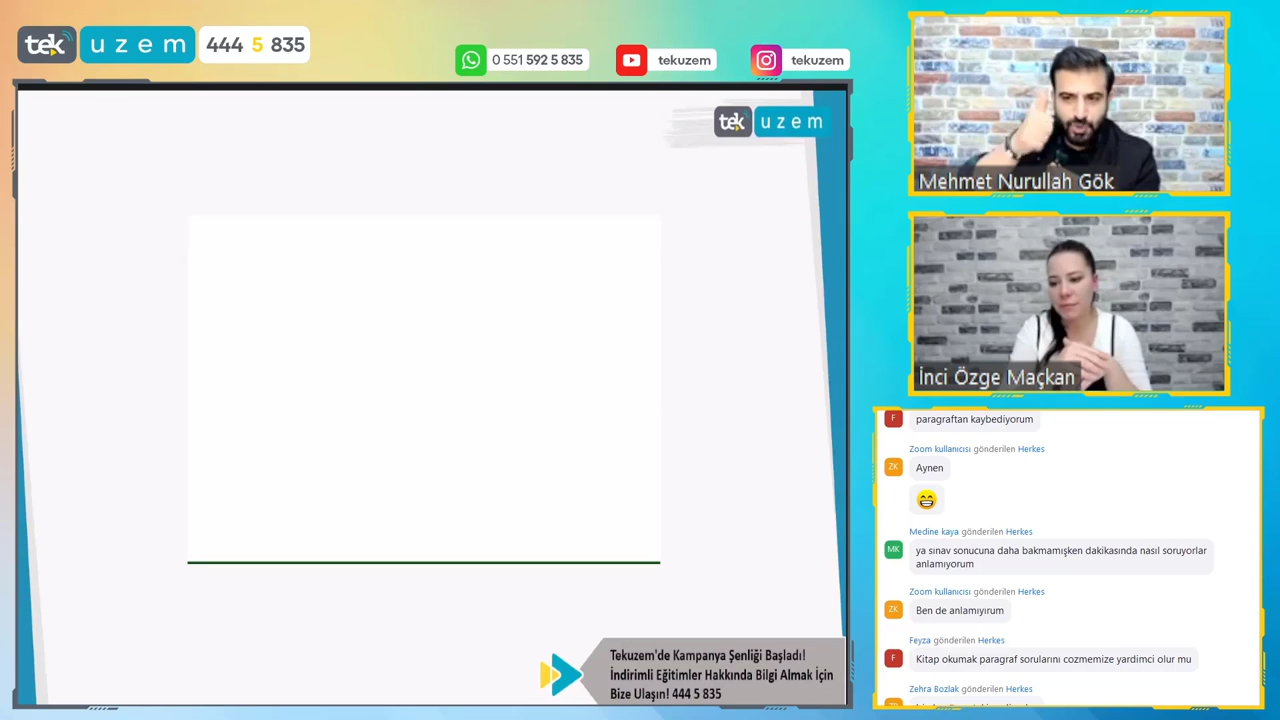 tek uzem 444 5 835
0 551 592 5 835
tekuzem
tekuzem
tek uzem
Mehmet Nurullah Gök
İnci Özge Maçkan
F
paragraftan kaybediyorum
Zoom kullanıcısı gönderilen Herkes
ZK
Aynen
Medine kaya gönderilen Herkes
MK
ya sınav sonucuna daha bakmamışken dakikasında nasıl soruyorlar
anlamıyorum
Zoom kullanıcısı gönderilen Herkes
ZK
Ben de anlamıyırum
Feyza gönderilen Herkes
F
Kitap okumak paragraf sorularını cozmemize yardimci olur mu
Zehra Bozlak gönderilen Herkes
Tekuzem'de Kampanya Şenliği Başladı!
İndirimli Eğitimler Hakkında Bilgi Almak İçin
Bize Ulaşın! 444 5 835